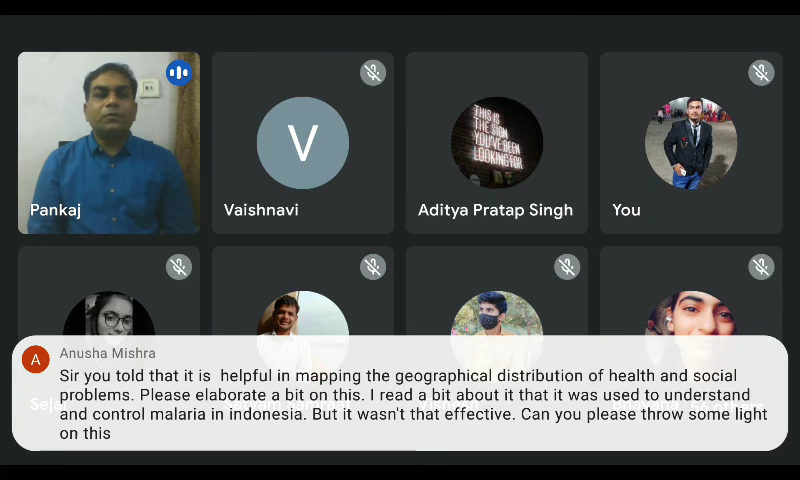 THIS IS
THE SIGN
YOU'VE BEEN
LOOKING FOR
V
Pankaj
Vaishnavi
Aditya Pratap Singh
You
A
Anusha Mishra
Sir you told that it is helpful in mapping the geographical distribution of health and social
problems. Please elaborate a bit on this. I read a bit about it that it was used to understand
and control malaria in indonesia. But it wasn't that effective. Can you please throw some light
on this